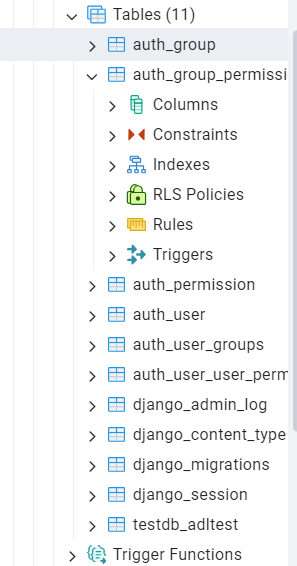 Tables (11)
auth_group
auth_group_permissi
Columns
Constraints
Indexes
RLS Policies
Rules
Triggers
auth_permission
auth_user
auth_user_groups
auth_user_user_perm
django_admin_log
django_content_type
django_migrations
django_session
testdb_adltest
Trigger Functions